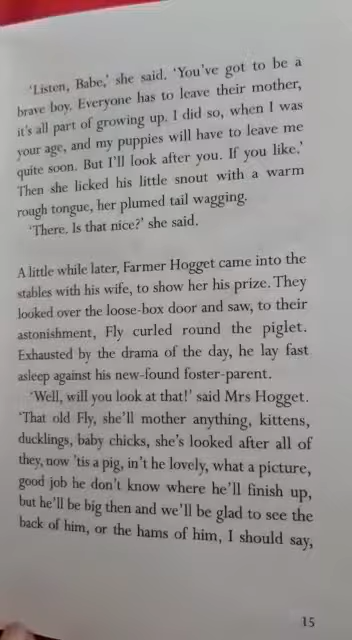 'Listen, Babe,' she said. 'You've got to be a
brave boy. Everyone has to leave their mother,
it's all part of growing up. I did so, when I was
your age, and my puppies will have to leave me
quite soon. But I'll look after you. If you like.'
Then she licked his little snout with a warm
rough tongue, her plumed tail wagging.
'There. Is that nice?' she said.
A little while later, Farmer Hogget came into the
stables with his wife, to show her his prize. They
looked over the loose-box door and saw, to their
astonishment, Fly curled round the piglet.
Exhausted by the drama of the day, he lay fast
asleep against his new-found foster-parent.
'Well, will you look at that!' said Mrs Hogget.
'That old Fly, she'll mother anything, kittens,
ducklings, baby chicks, she's looked after all of
they, now 'tis a pig, in't he lovely, what a picture,
good job he don't know where he'll finish up,
but he'll be big then and we'll be glad to see the
back of him, or the hams of him, I should say,
15